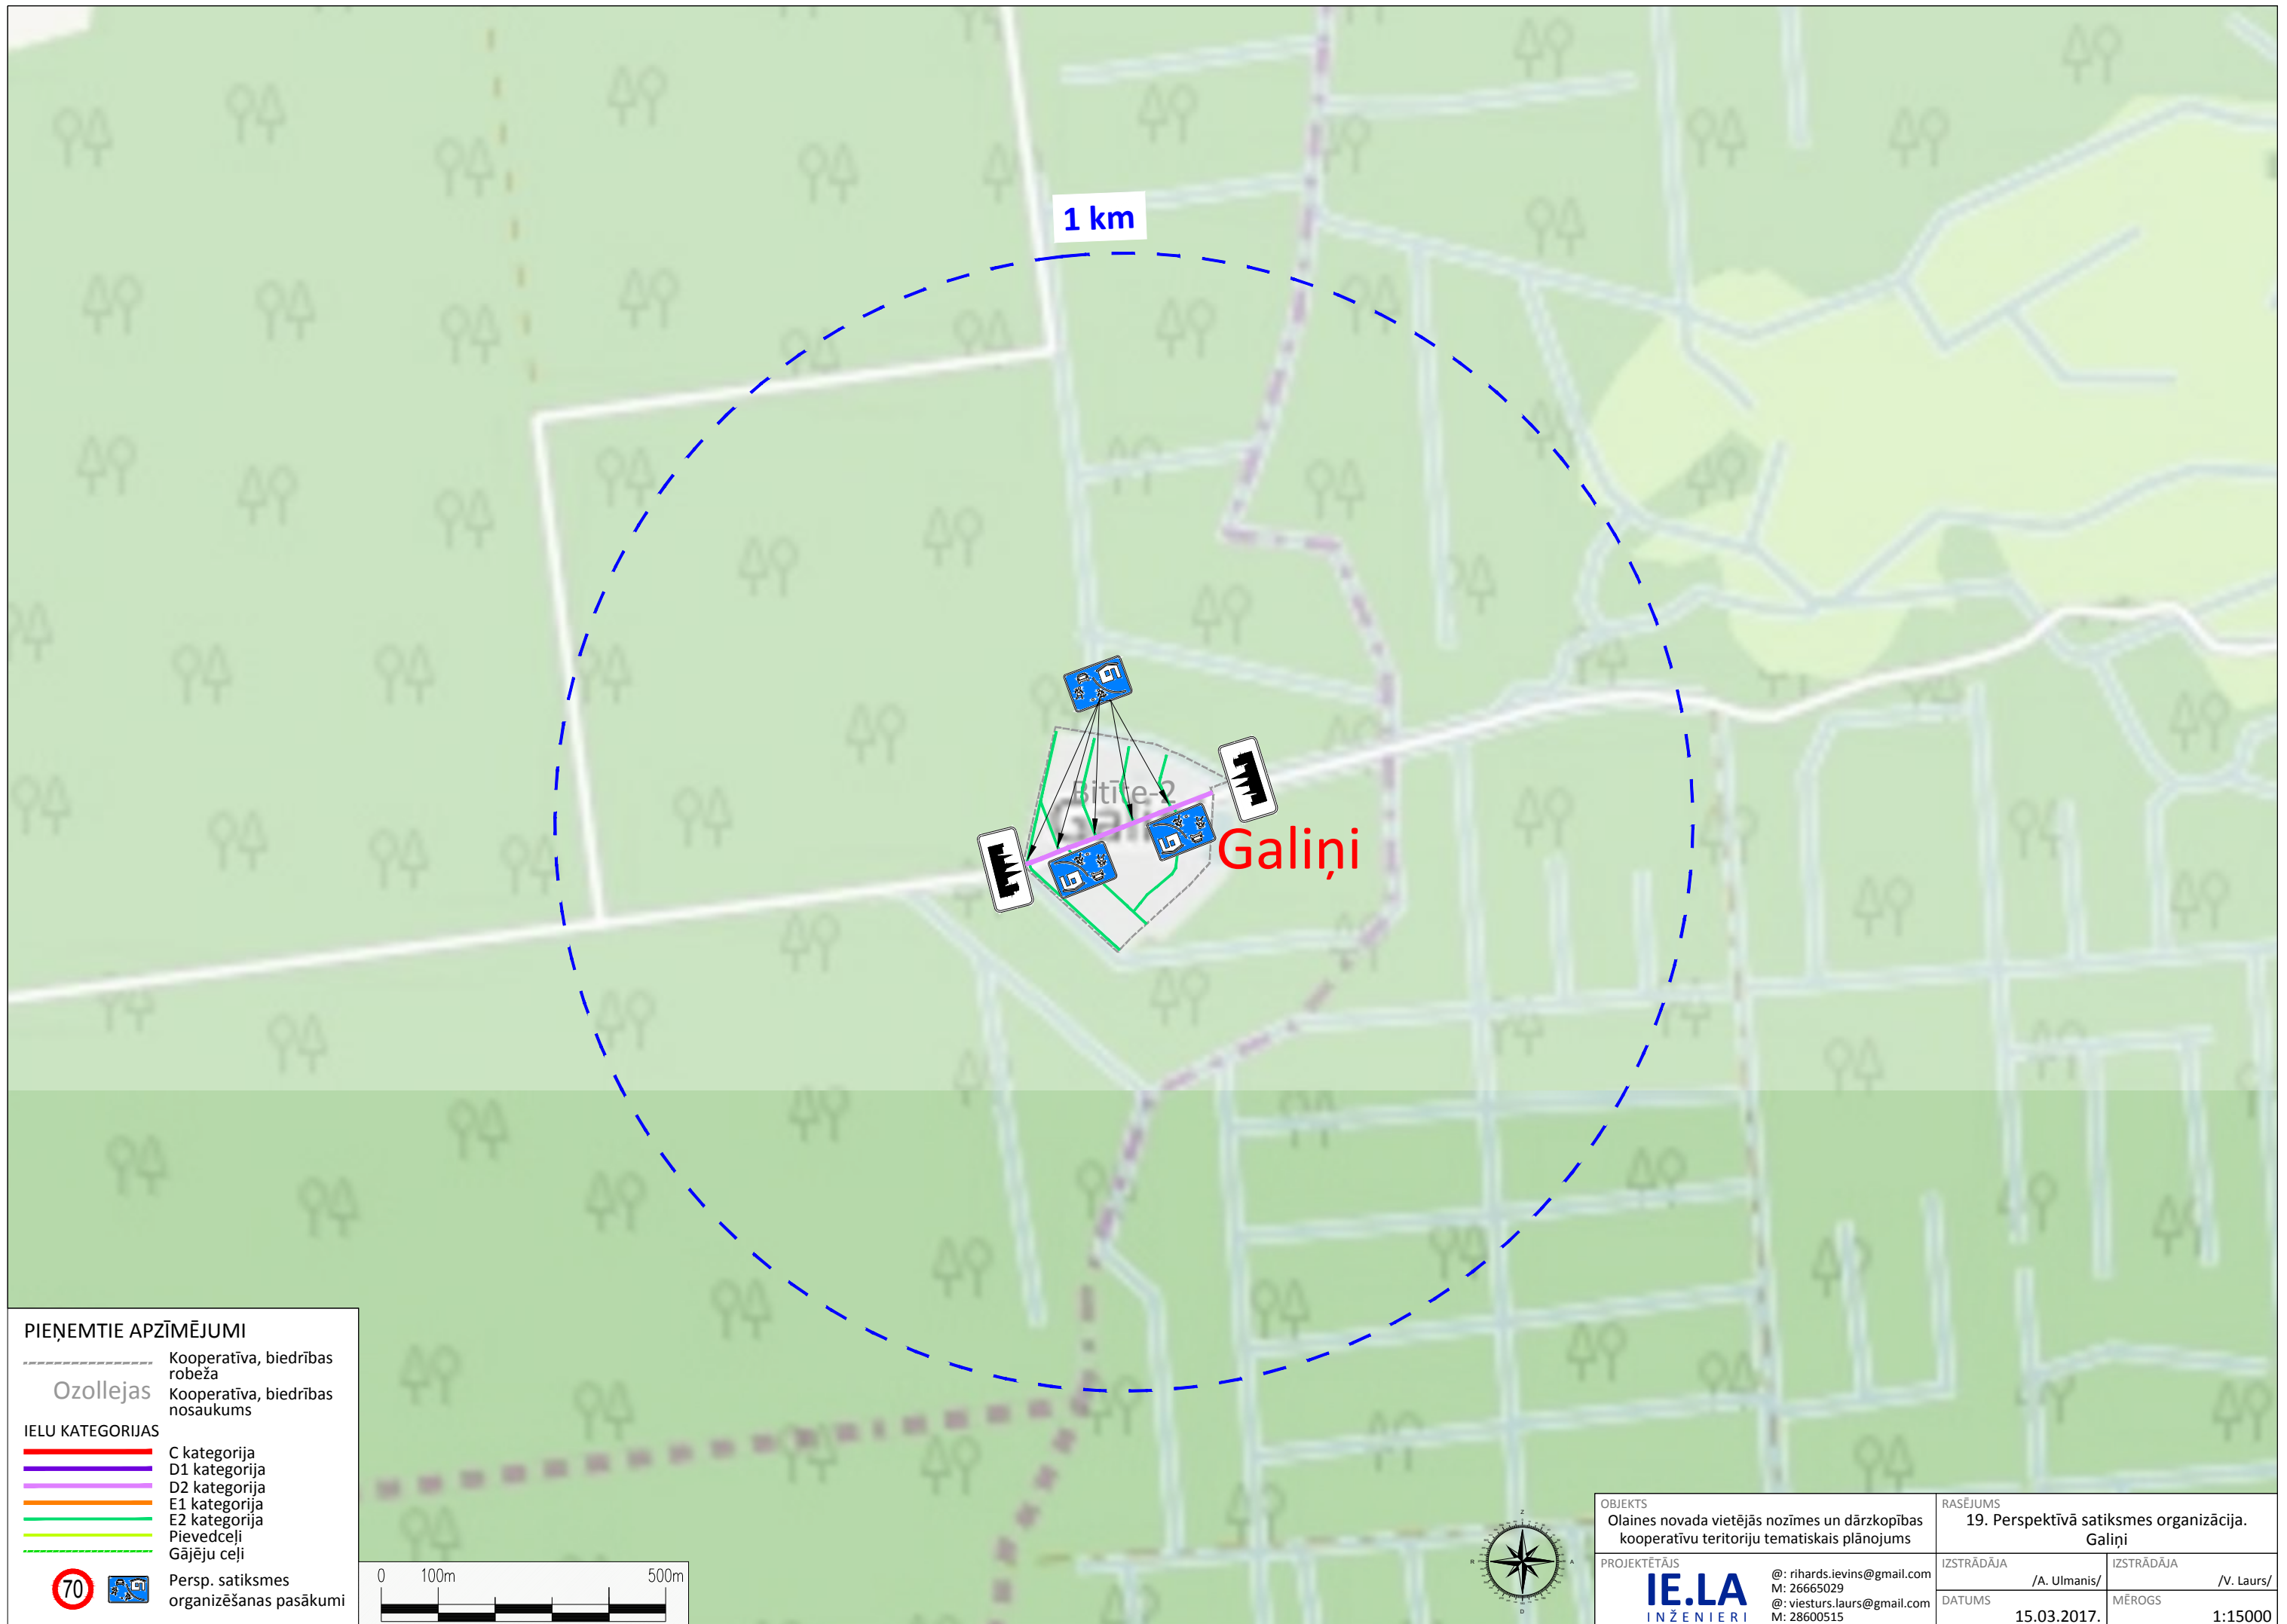 1 km
Bitīte-2
Galiņi
PIEŅEMTIE APZĪMĒJUMI
Kooperatīva, biedrības
robeža
Ozollejas
Kooperatīva, biedrības
nosaukums
IELU KATEGORIJAS
C kategorija
D1 kategorija
D2 kategorija
E1 kategorija
E2 kategorija
Pievedceļi
Gājēju ceļi
70
Persp. satiksmes
organizēšanas pasākumi
0 100m 500m
Z
R A
D
OBJEKTS
Olaines novada vietējās nozīmes un dārzkopības
kooperatīvu teritoriju tematiskais plānojums
RASĒJUMS
19. Perspektīvā satiksmes organizācija.
Galiņi
PROJEKTĒTĀJS
IE.LA
INŽENIERI
@: rihards.ievins@gmail.com
M: 26665029
@: viesturs.laurs@gmail.com
M: 28600515
IZSTRĀDĀJA
/A. Ulmanis/
IZSTRĀDĀJA
/V. Laurs/
DATUMS
15.03.2017.
MĒROGS
1:15000